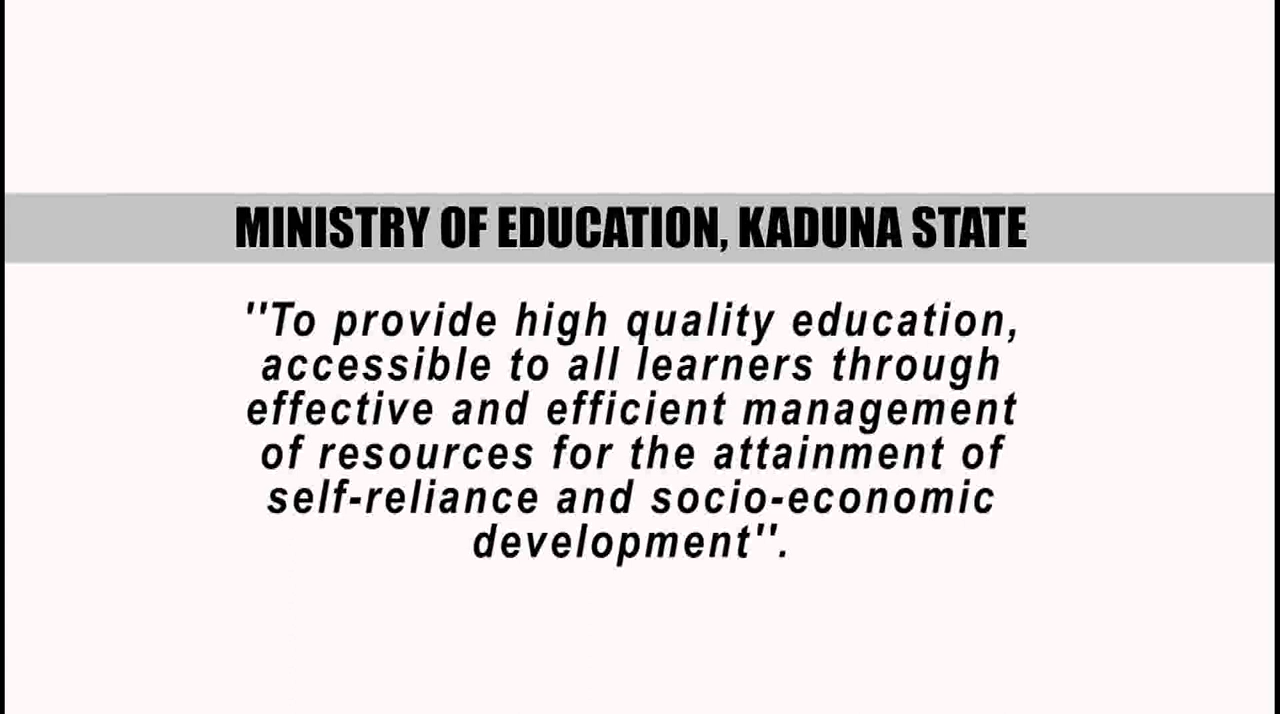 MINISTRY OF EDUCATION, KADUNA STATE
''To provide high quality education,
accessible to all learners through
effective and efficient management
of resources for the attainment of
self-reliance and socio-economic
development''.